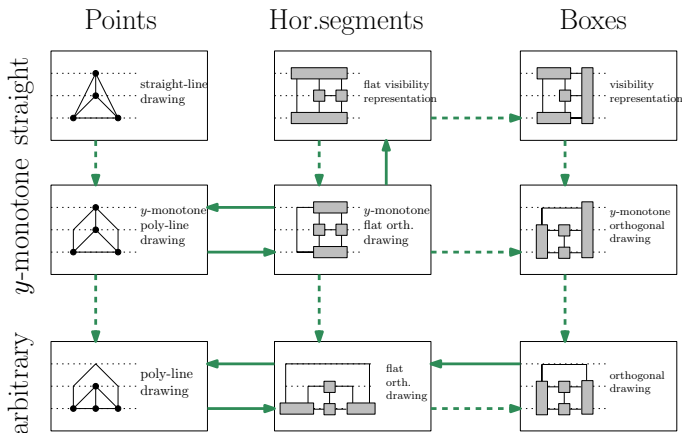 Points
Hor.segments
Boxes
straight
straight-line
drawing
flat visibility
representation
visibility
representation
y-monotone
y-monotone
poly-line
drawing
y-monotone
flat orth.
drawing
y-monotone
orthogonal
drawing
arbitrary
poly-line
drawing
flat
orth.
drawing
orthogonal
drawing